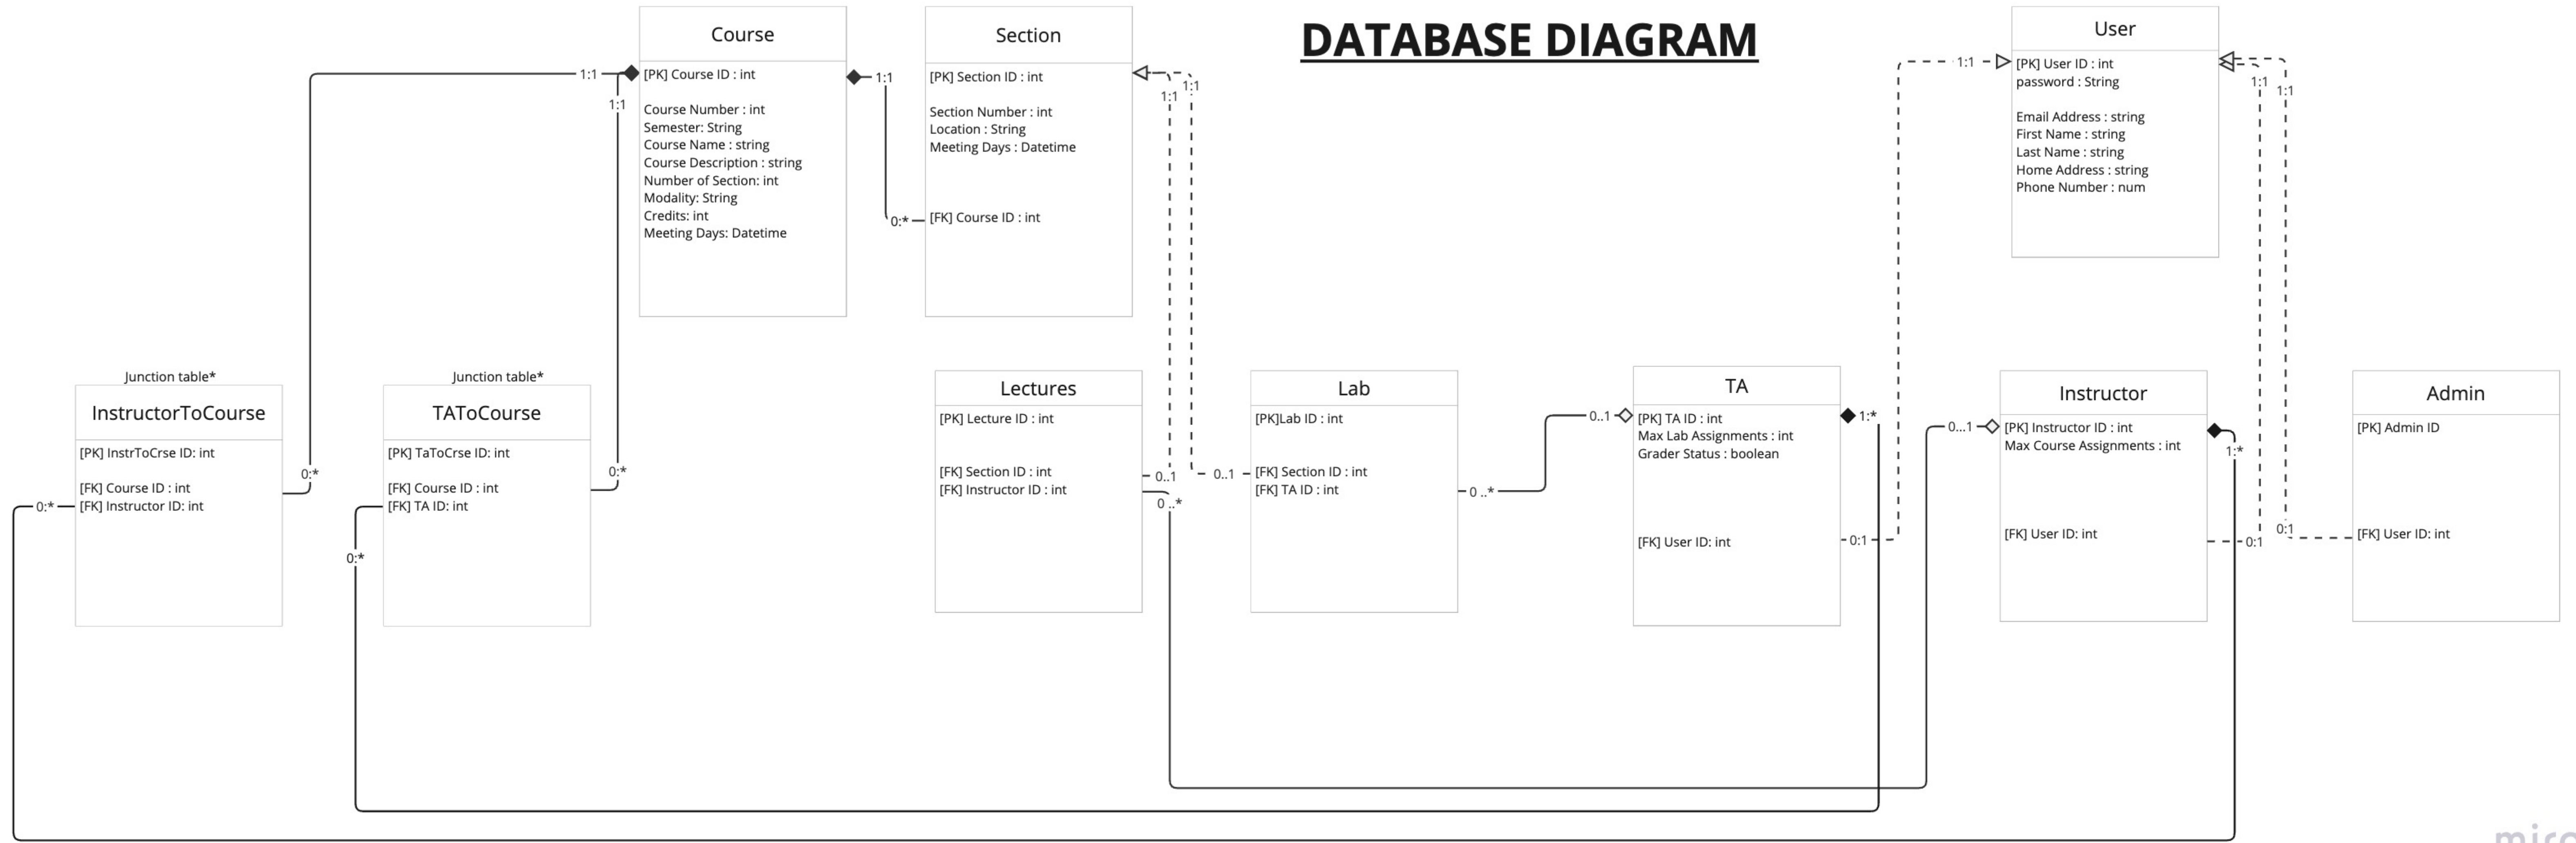 DATABASE DIAGRAM
Course
[PK] Course ID : int
Course Number : int
Semester: String
Course Name : string
Course Description : string
Number of Section: int
Modality: String
Credits: int
Meeting Days: Datetime
1:1
1:1
1:1
0:*
Section
[PK] Section ID : int
Section Number : int
Location : String
Meeting Days : Datetime
[FK] Course ID : int
1:1
1:1
User
[PK] User ID : int
password : String
Email Address : string
First Name : string
Last Name : string
Home Address : string
Phone Number : num
1:1
1:1
1:1
Junction table*
InstructorToCourse
[PK] InstrToCrse ID: int
[FK] Course ID : int
[FK] Instructor ID: int
0:*
0:*
Junction table*
TAToCourse
[PK] TaToCrse ID: int
[FK] Course ID : int
[FK] TA ID: int
0:*
0:*
Lectures
[PK] Lecture ID : int
[FK] Section ID : int
[FK] Instructor ID : int
0..1
0 ..*
Lab
[PK]Lab ID : int
[FK] Section ID : int
[FK] TA ID : int
0..1
0 ..*
TA
[PK] TA ID : int
Max Lab Assignments : int
Grader Status : boolean
[FK] User ID: int
0..1
1:*
0:1
Instructor
[PK] Instructor ID : int
Max Course Assignments : int
[FK] User ID: int
0...1
1:*
0:1
Admin
[PK] Admin ID
[FK] User ID: int
0:1